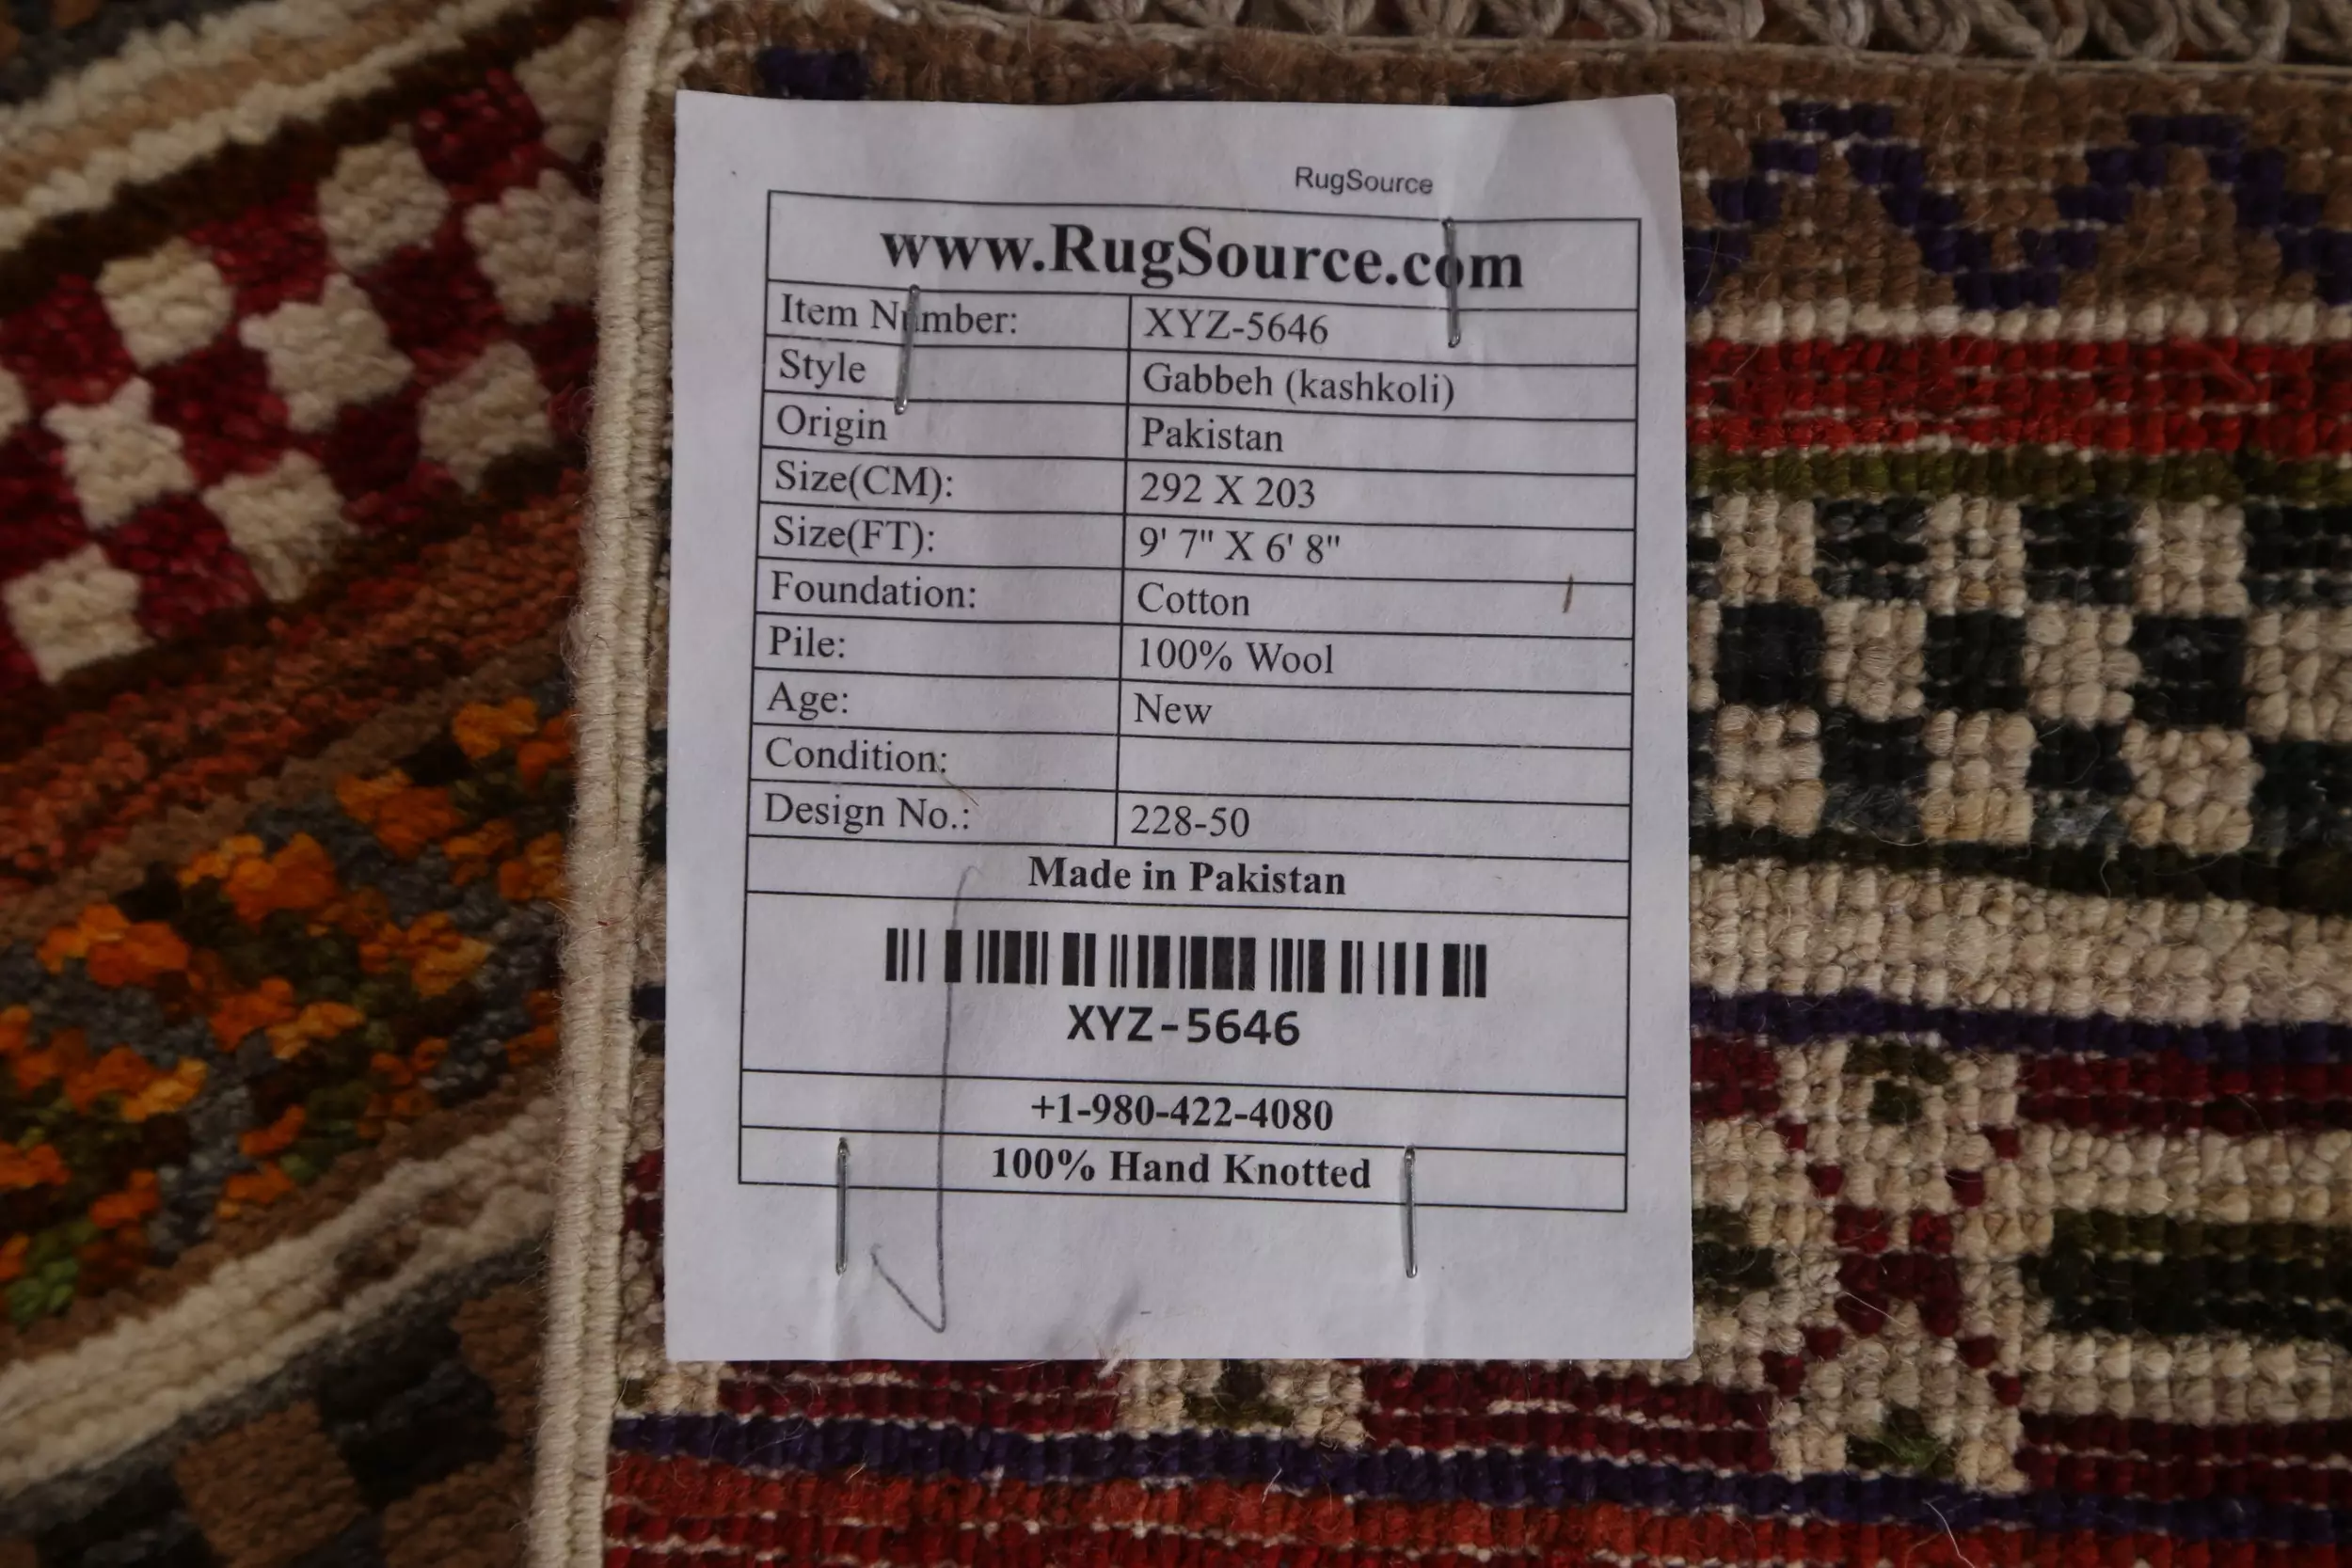 RugSource
www.RugSource.com
Item Number: XYZ-5646
Style Gabbeh (kashkoli)
Origin Pakistan
Size(CM): 292 X 203
Size(FT): 9' 7" X 6' 8"
Foundation: Cotton
Pile: 100% Wool
Age: New
Condition:
Design No.: 228-50
Made in Pakistan
XYZ-5646
+1-980-422-4080
100% Hand Knotted